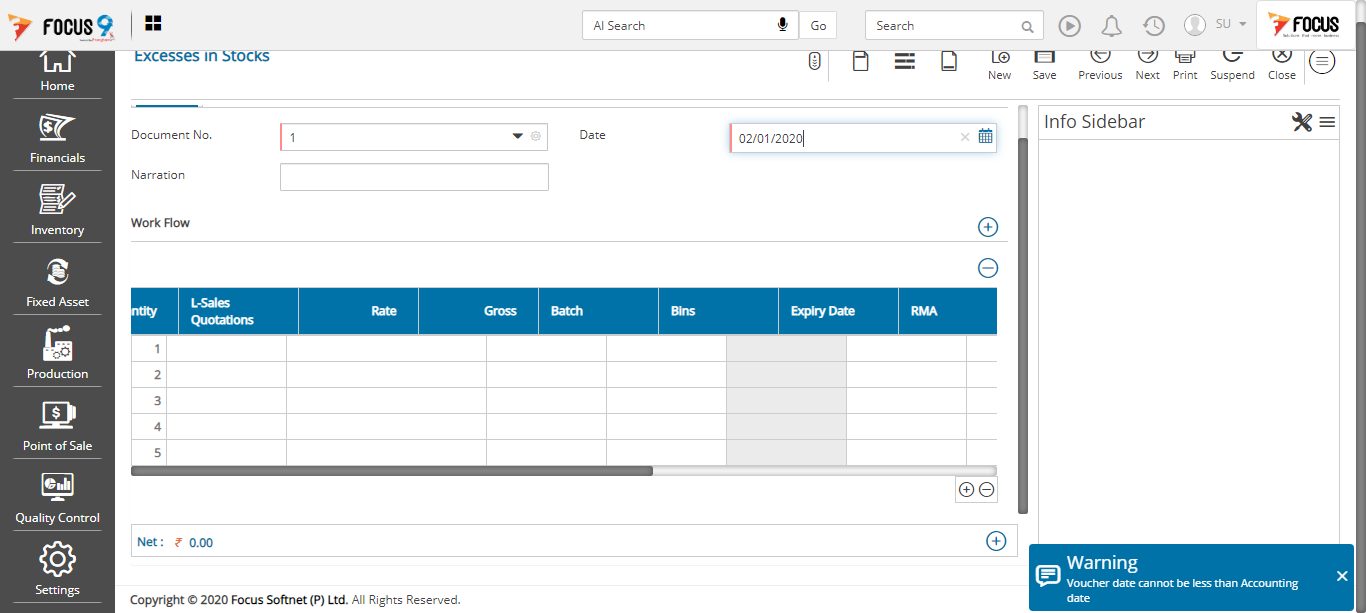 FOCUS 9
AI Search
Go
Search
SU
FOCUS
Excesses in Stocks
New
Save
Previous
Next
Print
Suspend
Close
Home
Financials
Inventory
Fixed Asset
Production
Point of Sale
Quality Control
Settings
Document No.
1
Date
02/01/2020
Narration
Work Flow
ntity
L-Sales
Quotations
Rate
Gross
Batch
Bins
Expiry Date
RMA
1
2
3
4
5
Net : ₹ 0.00
Info Sidebar
Warning
Voucher date cannot be less than Accounting
date
Copyright © 2020 Focus Softnet (P) Ltd. All Rights Reserved.